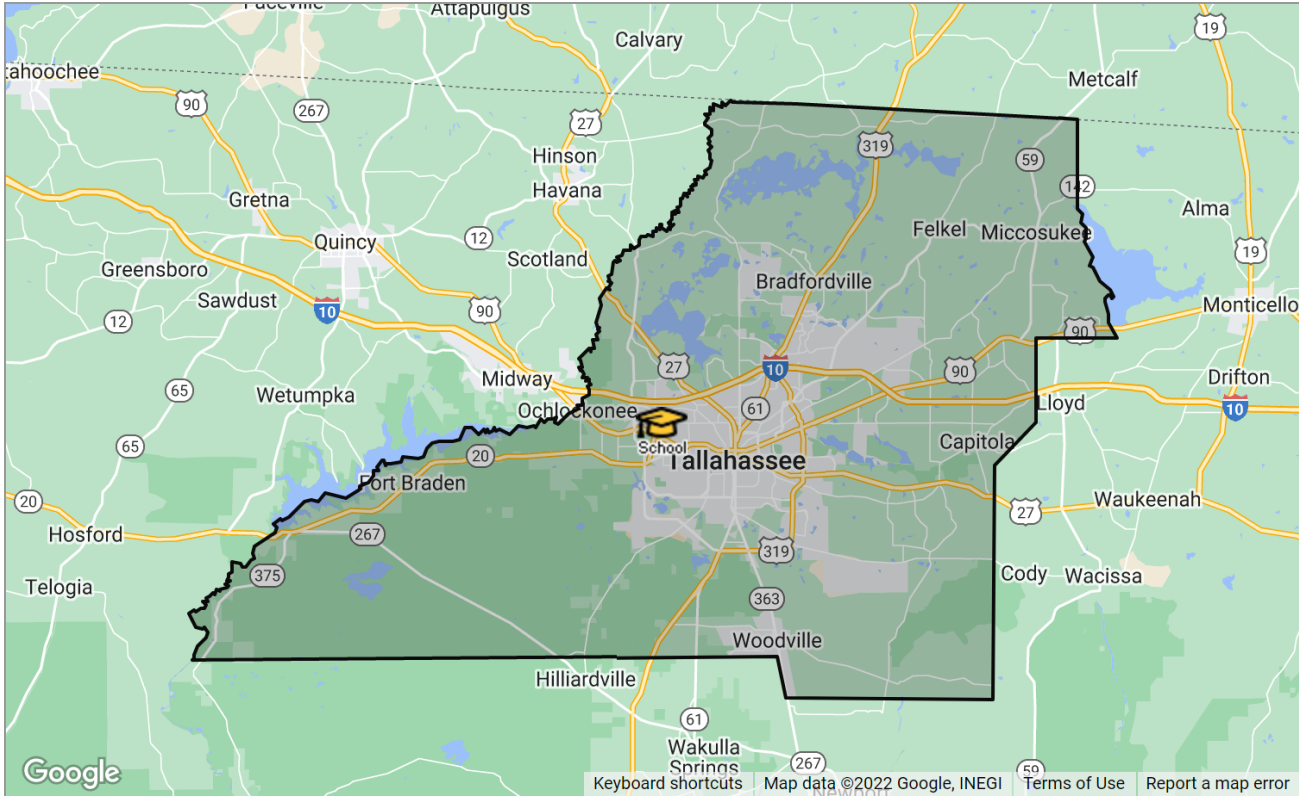 Faceville
Attapulgus
Calvary
19
tahoochee
Metcalf
90
267
27
319
59
Hinson
142
Havana
Gretna
Alma
Felkel
Miccosukee
12
Quincy
19
Scotland
Greensboro
Bradfordville
Sawdust
10
90
Monticello
12
90
27
10
90
65
Midway
Drifton
Wetumpka
Lloyd
10
Ochlockonee
61
65
School
Capitola
20
Tallahassee
Fort Braden
20
Waukeenah
27
Hosford
267
319
375
Cody
Wacissa
Telogia
363
Woodville
Hilliardville
61
Wakulla
Springs
267
59
Google
Keyboard shortcuts
Map data ©2022 Google, INEGI
Terms of Use
Report a map error
Newport